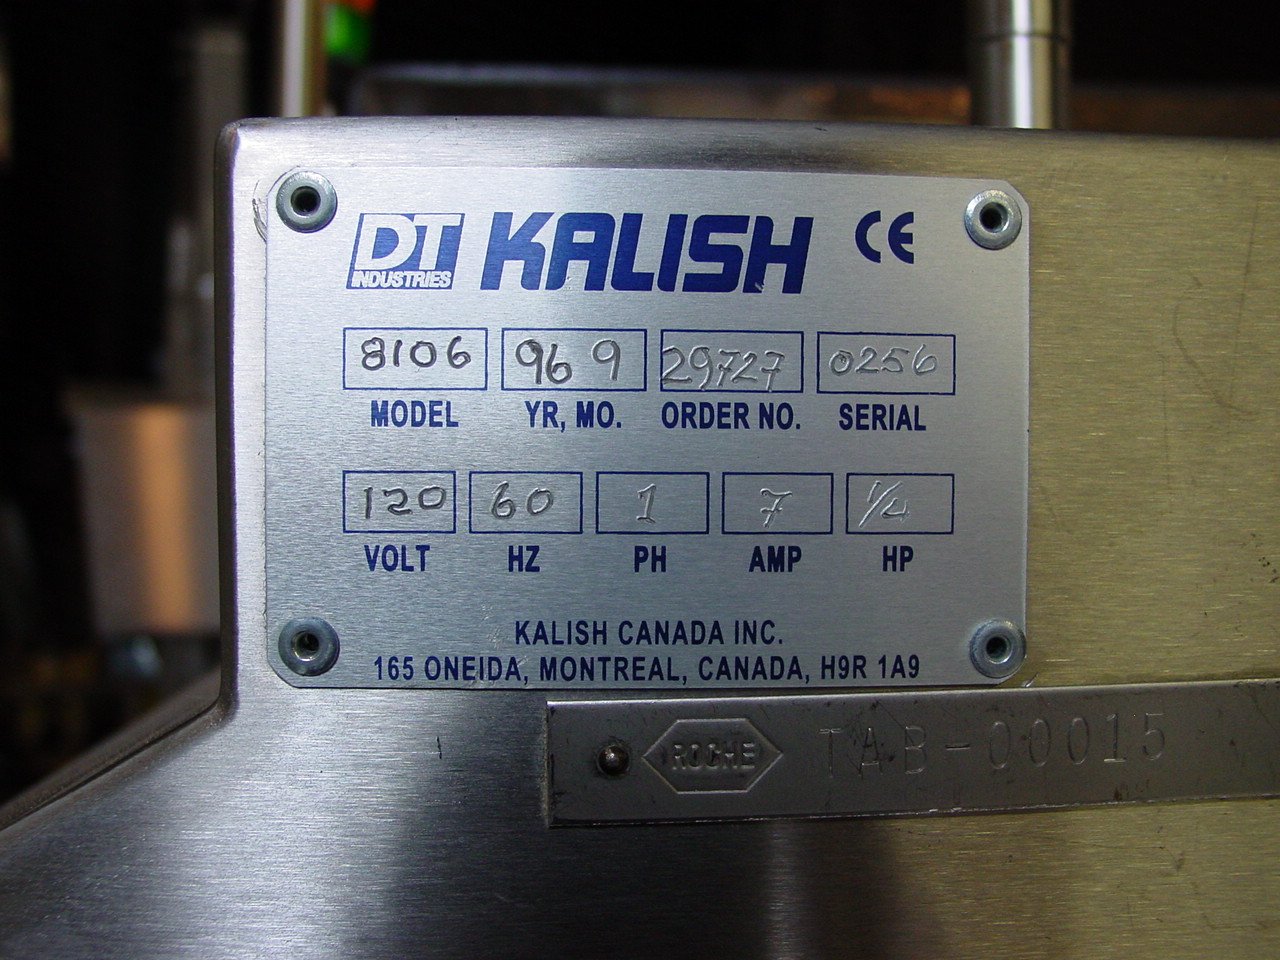 DT INDUSTRIES KALISH CE
8106 96 9 29727 0256
MODEL YR, MO. ORDER NO. SERIAL
120 60 1 7 1/4
VOLT HZ PH AMP HP
KALISH CANADA INC.
165 ONEIDA, MONTREAL, CANADA, H9R 1A9
ROCHE TAB-00015